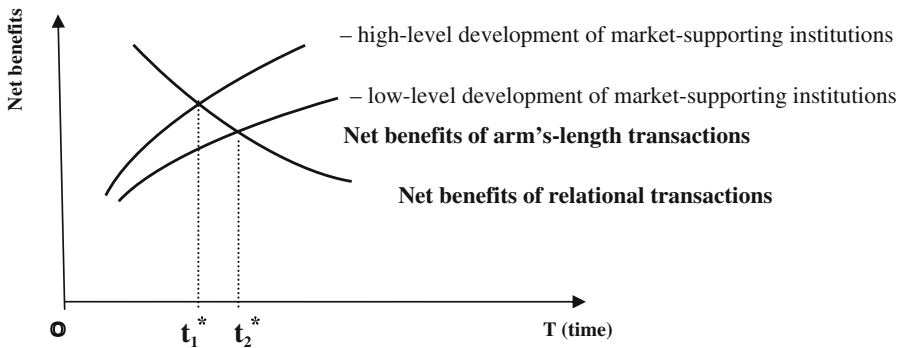 Net benefits
– high-level development of market-supporting institutions
– low-level development of market-supporting institutions
Net benefits of arm’s-length transactions
Net benefits of relational transactions
O
t₁*
t₂*
T (time)